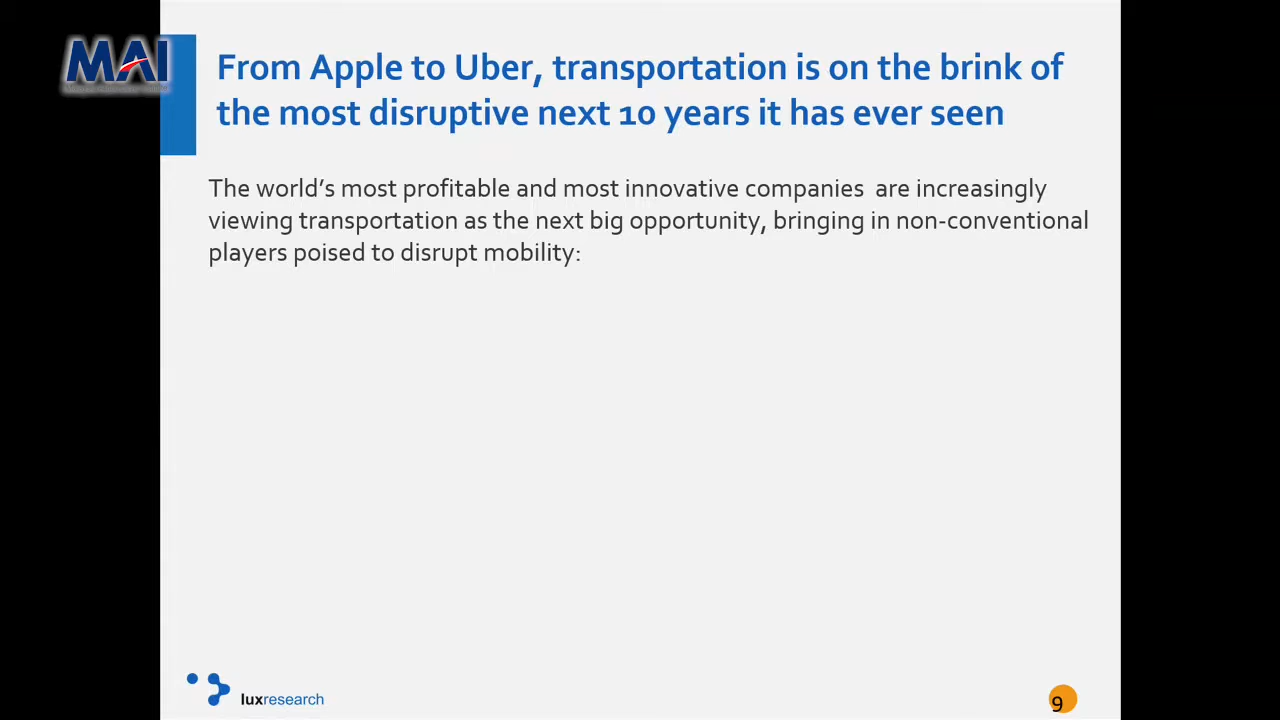 MAI
From Apple to Uber, transportation is on the brink of
the most disruptive next 10 years it has ever seen
The world’s most profitable and most innovative companies  are increasingly
viewing transportation as the next big opportunity, bringing in non-conventional
players poised to disrupt mobility:
luxresearch
9